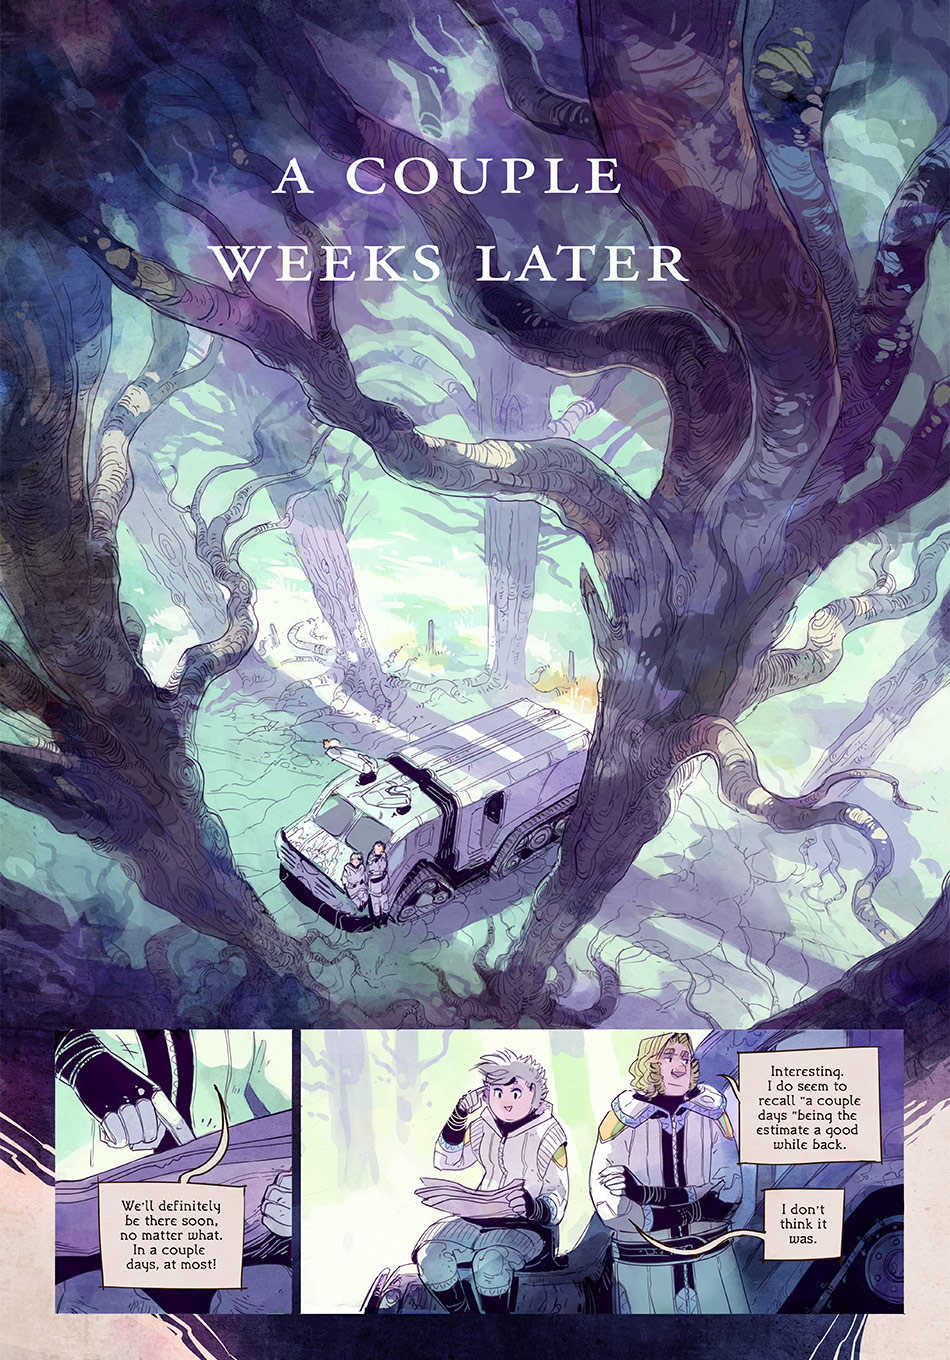 A COUPLE
WEEKS LATER
We'll definitely
be there soon,
no matter what.
In a couple
days, at most!
Interesting.
I do seem to
recall "a couple
days "being the
estimate a good
while back.
I don't
think it
was.